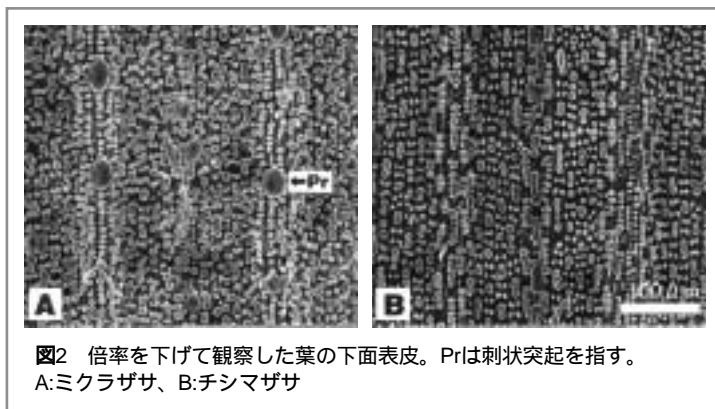 ←Pr
A
B
100μm
図2 倍率を下げて観察した葉の下面表皮。Prは刺状突起を指す。
A:ミクラザサ、B:チシマザサ